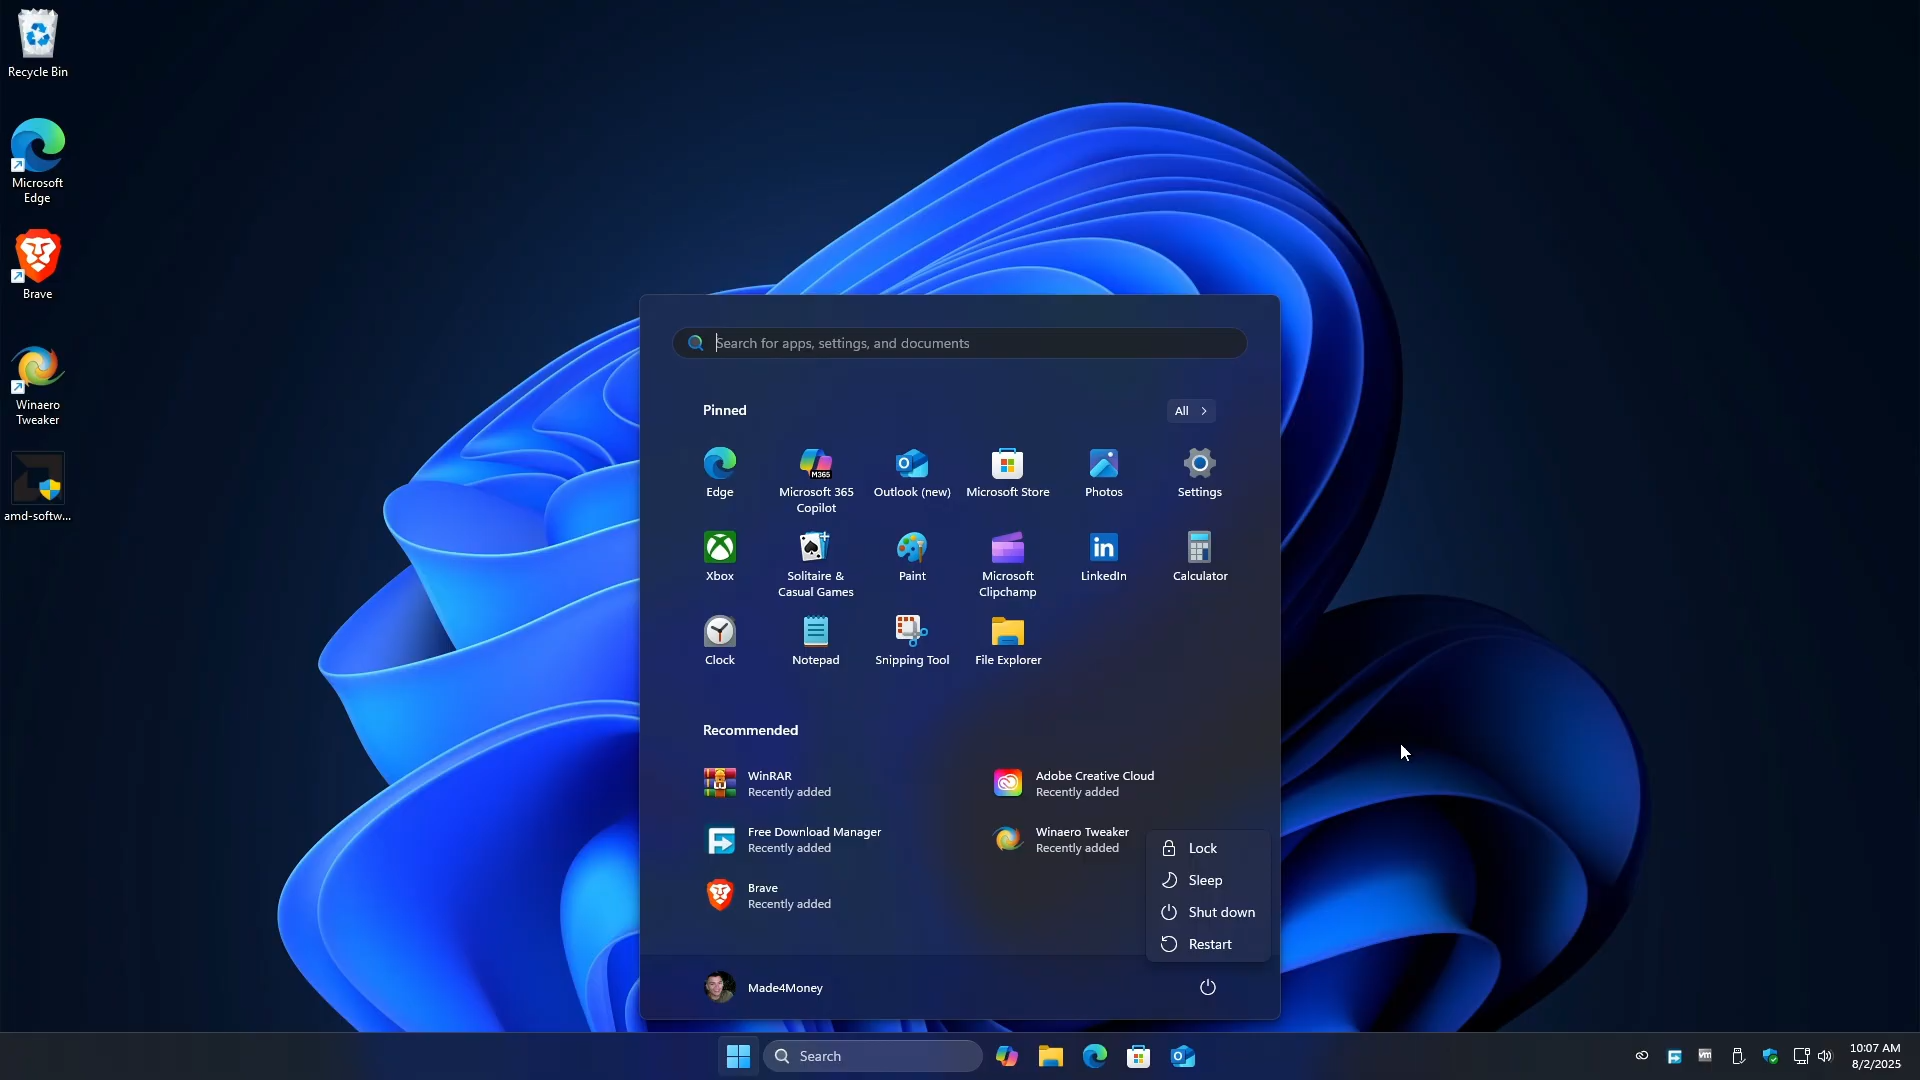 Recycle Bin
Microsoft
Edge
Brave
Winaero
Tweaker
amd-softw...
Search for apps, settings, and documents
Pinned
All
Edge
Microsoft 365
Copilot
M365
Outlook (new)
Microsoft Store
Photos
Settings
Xbox
Solitaire &
Casual Games
Paint
Microsoft
Clipchamp
LinkedIn
in
Calculator
Clock
Notepad
Snipping Tool
File Explorer
Recommended
WinRAR
Recently added
Adobe Creative Cloud
Recently added
Free Download Manager
Recently added
Winaero Tweaker
Recently added
Brave
Recently added
Lock
Sleep
Shut down
Restart
Made4Money
Search
vm
10:07 AM
8/2/2025